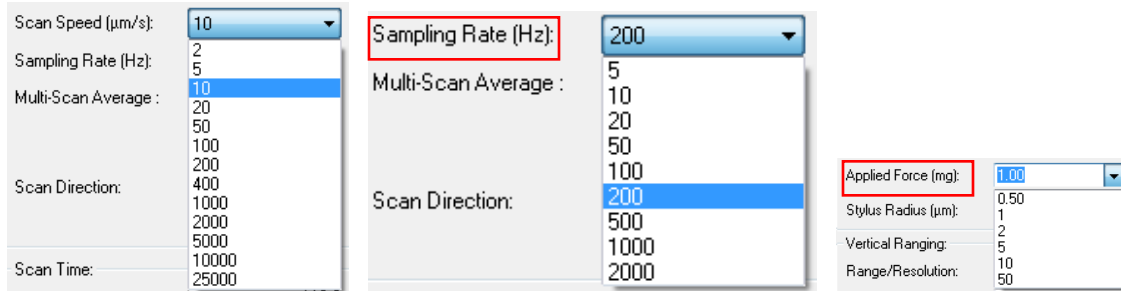 Scan Speed (µm/s): 10
2
Sampling Rate (Hz): 5
10
Multi-Scan Average :
20
50
100
200
Scan Direction: 400
1000
2000
5000
10000
Scan Time: 25000
Sampling Rate (Hz): 200
5
Multi-Scan Average :
10
20
50
100
Scan Direction: 200
500
1000
2000
Applied Force (mg): 1.00
0.50
Stylus Radius (µm): 1
2
Vertical Ranging: 5
Range/Resolution: 10
50